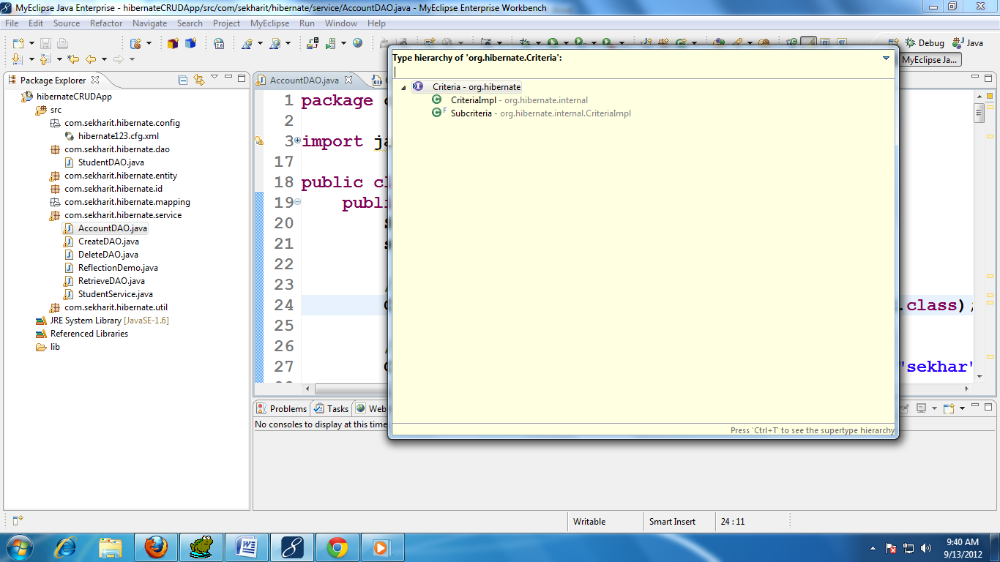 MyEclipse Java Enterprise - hibernateCRUDApp/src/com/sekharit/hibernate/service/AccountDAO.java - MyEclipse Enterprise Workbench
File Edit Source Refactor Navigate Search Project MyEclipse Run Window Help
Debug Java
MyEclipse Ja...
Package Explorer
hibernateCRUDApp
src
com.sekharit.hibernate.config
hibernate123.cfg.xml
com.sekharit.hibernate.dao
StudentDAO.java
com.sekharit.hibernate.entity
com.sekharit.hibernate.id
com.sekharit.hibernate.mapping
com.sekharit.hibernate.service
AccountDAO.java
CreateDAO.java
DeleteDAO.java
ReflectionDemo.java
RetrieveDAO.java
StudentService.java
com.sekharit.hibernate.util
JRE System Library [JavaSE-1.6]
Referenced Libraries
lib
AccountDAO.java
1 package
2
3 import
17
18 public
19
20
21
22
23
24 .class);
25
26
27 "sekhar"
Type hierarchy of 'org.hibernate.Criteria':
Criteria - org.hibernate
CriteriaImpl - org.hibernate.internal
Subcriteria - org.hibernate.internal.CriteriaImpl
Press 'Ctrl+T' to see the supertype hierarchy
Problems Tasks Web
No consoles to display at this time
Writable Smart Insert 24 : 11
9:40 AM
9/13/2012